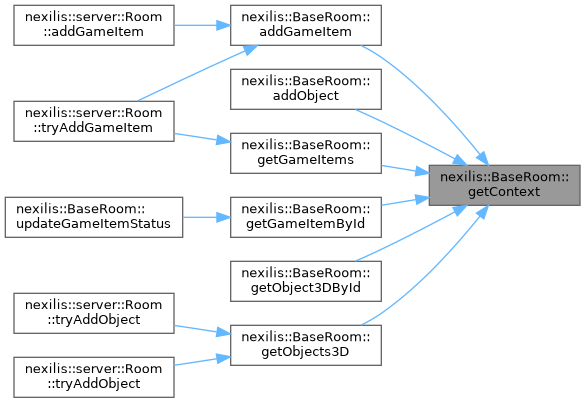 nexilis::server::Room
::addGameItem
nexilis::BaseRoom::
addGameItem
nexilis::BaseRoom::
addObject
nexilis::server::Room
::tryAddGameItem
nexilis::BaseRoom::
getGameItems
nexilis::BaseRoom::
getContext
nexilis::BaseRoom::
updateGameItemStatus
nexilis::BaseRoom::
getGameItemById
nexilis::BaseRoom::
getObject3DById
nexilis::server::Room
::tryAddObject
nexilis::BaseRoom::
getObjects3D
nexilis::server::Room
::tryAddObject